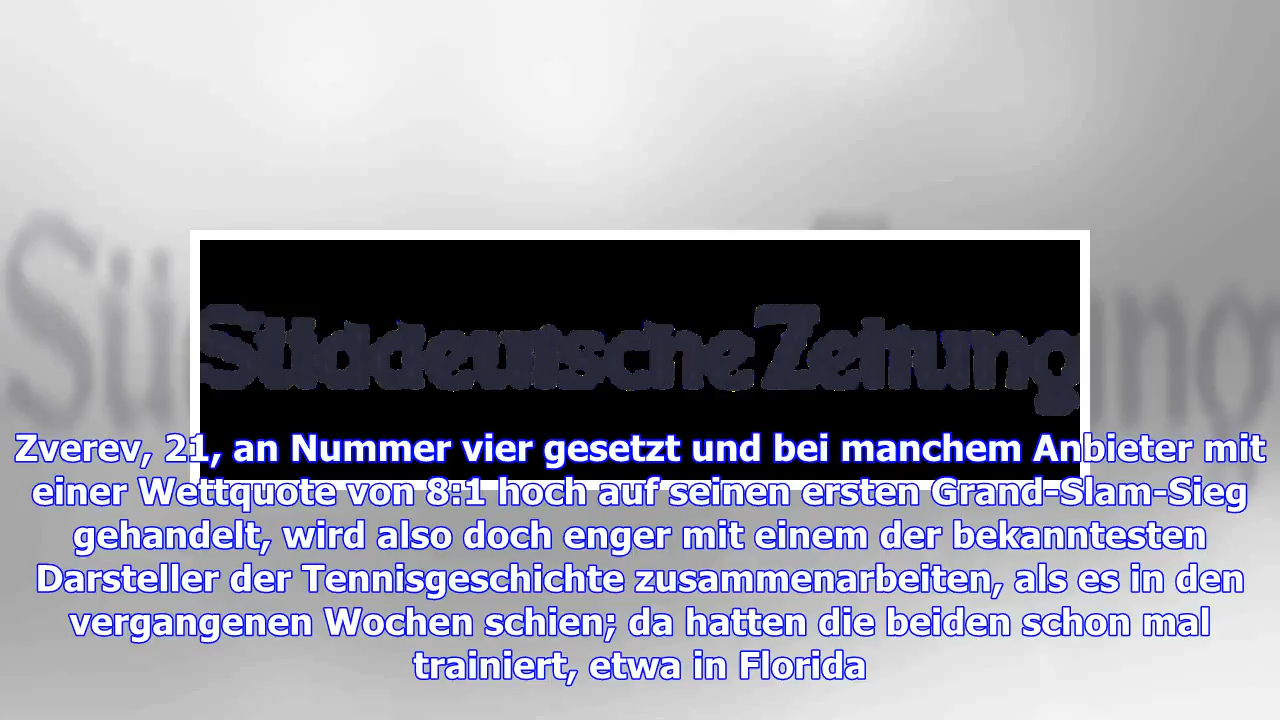 Süddeutsche Zeitung
Zverev, 21, an Nummer vier gesetzt und bei manchem Anbieter mit
einer Wettquote von 8:1 hoch auf seinen ersten Grand-Slam-Sieg
gehandelt, wird also doch enger mit einem der bekanntesten
Darsteller der Tennisgeschichte zusammenarbeiten, als es in den
vergangenen Wochen schien; da hatten die beiden schon mal
trainiert, etwa in Florida